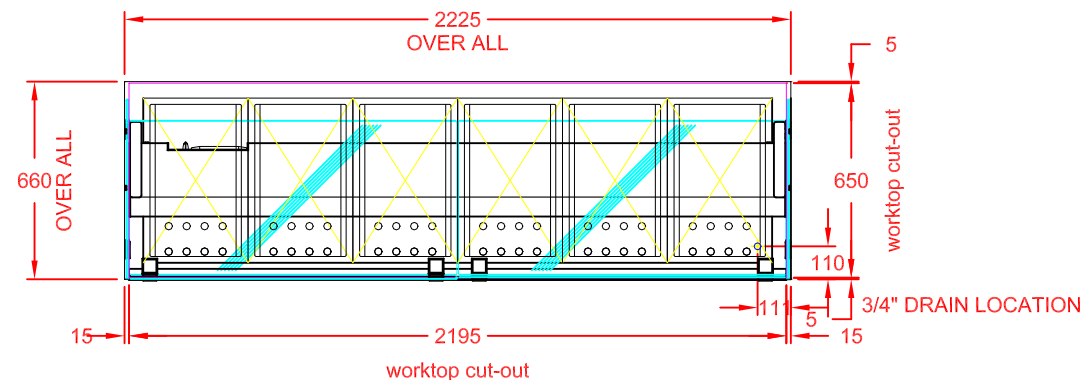 2225
OVER ALL
5
660
OVER ALL
650
worktop cut-out
110
111
5
3/4" DRAIN LOCATION
15
2195
15
worktop cut-out